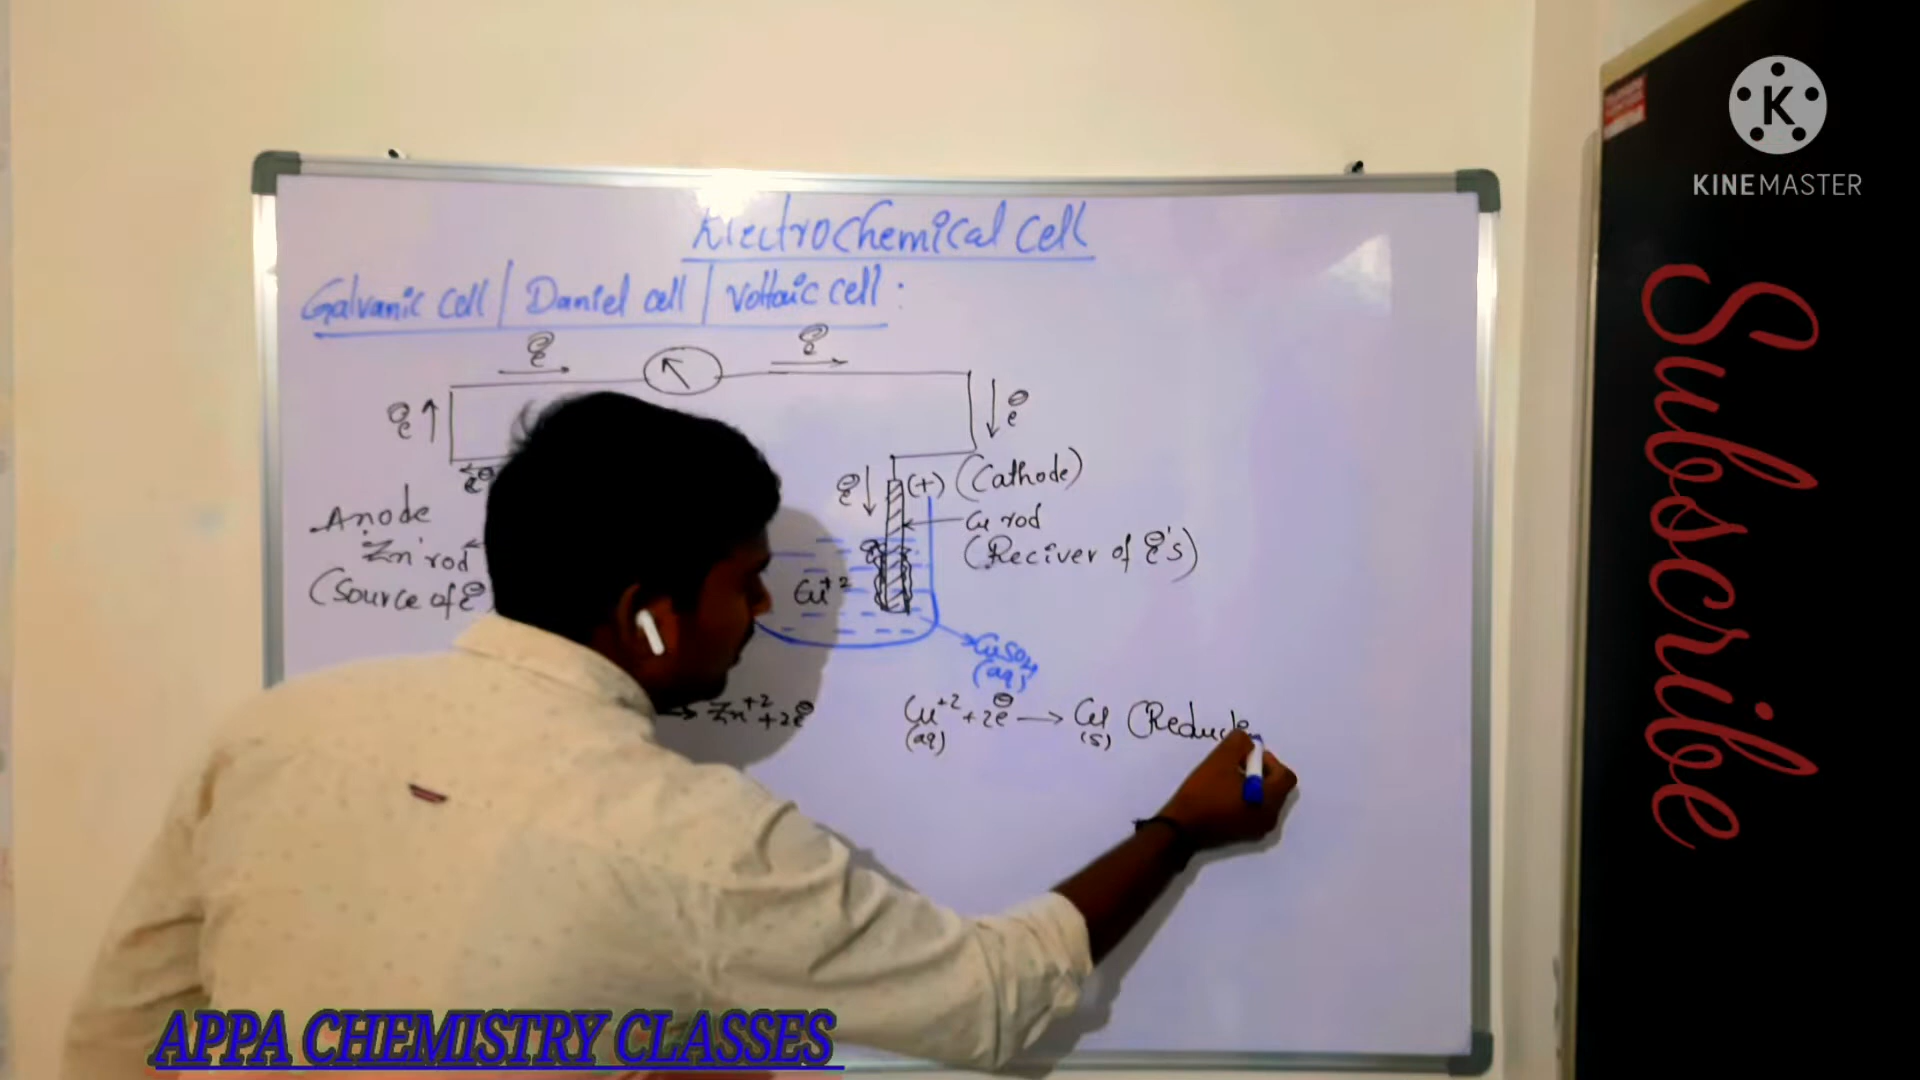 Electrochemical cell
Galvanic cell / Daniel cell / Voltaic cell :
e⊖ e⊖
e⊖ e⊖
e⊖
e⊖ (+) (Cathode)
Anode
Cu rod
Zn rod
(Reciver of e⊖'s)
(Source of e⊖
Cu+2
CuSO4
(aq)
→ Zn+2 + 2e⊖
Cu+2 + 2e⊖ → Cu (Reduction
(aq) (s)
KINEMASTER
Subscribe
APPA CHEMISTRY CLASSES